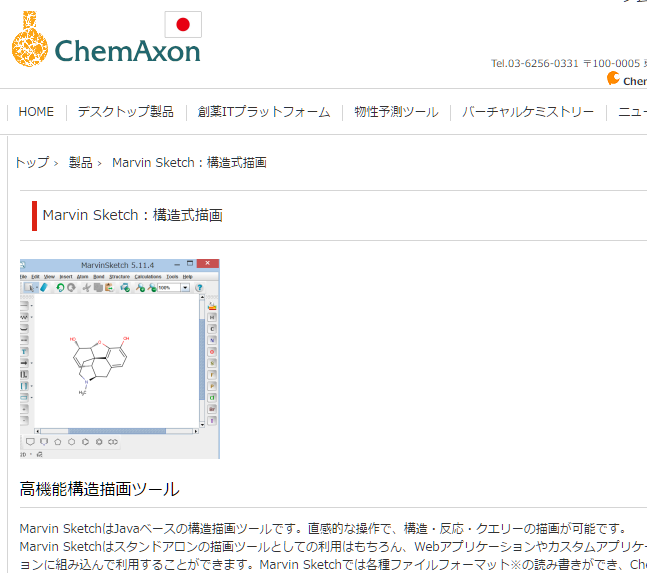 ChemAxon
Tel.03-6256-0331 〒100-0005
Chem
HOME デスクトップ製品 創薬ITプラットフォーム 物性予測ツール バーチャルケミストリー ニュー
トップ › 製品 › Marvin Sketch：構造式描画
Marvin Sketch：構造式描画
MarvinSketch 5.11.4
File Edit View Insert Atom Bond Structure Calculations Tools Help
100%
HO O OH
N
H₃C
高機能構造描画ツール
Marvin SketchはJavaベースの構造描画ツールです。直感的な操作で、構造・反応・クエリーの描画が可能です。
Marvin Sketchはスタンドアロンの描画ツールとしての利用はもちろん、Webアプリケーションやカスタムアプリケー
ションに組み込んで利用することができます。Marvin Sketchでは各種ファイルフォーマット※の読み書きができ、Che